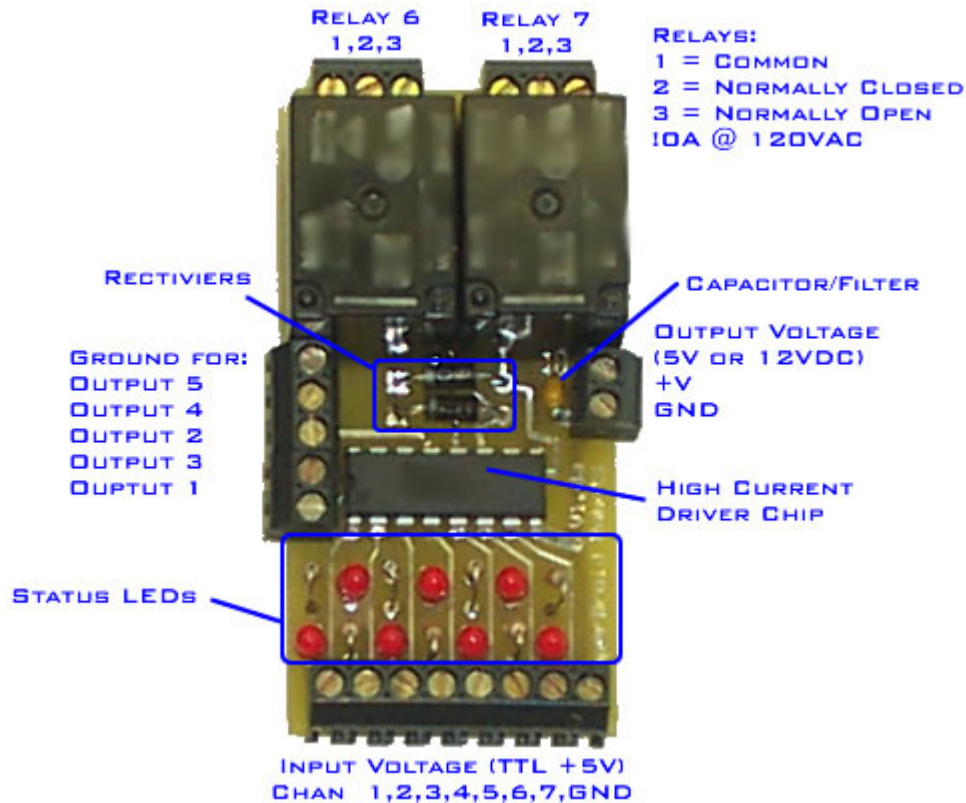 RELAY 6
1,2,3
RELAY 7
1,2,3
RELAYS:
1 = COMMON
2 = NORMALLY CLOSED
3 = NORMALLY OPEN
10A @ 120VAC
RECTIVIERS
CAPACITOR/FILTER
GROUND FOR:
OUTPUT 5
OUTPUT 4
OUTPUT 2
OUTPUT 3
OUPTUT 1
OUTPUT VOLTAGE
(5V OR 12VDC)
+V
GND
HIGH CURRENT
DRIVER CHIP
STATUS LEDS
INPUT VOLTAGE (TTL +5V)
CHAN 1,2,3,4,5,6,7,GND